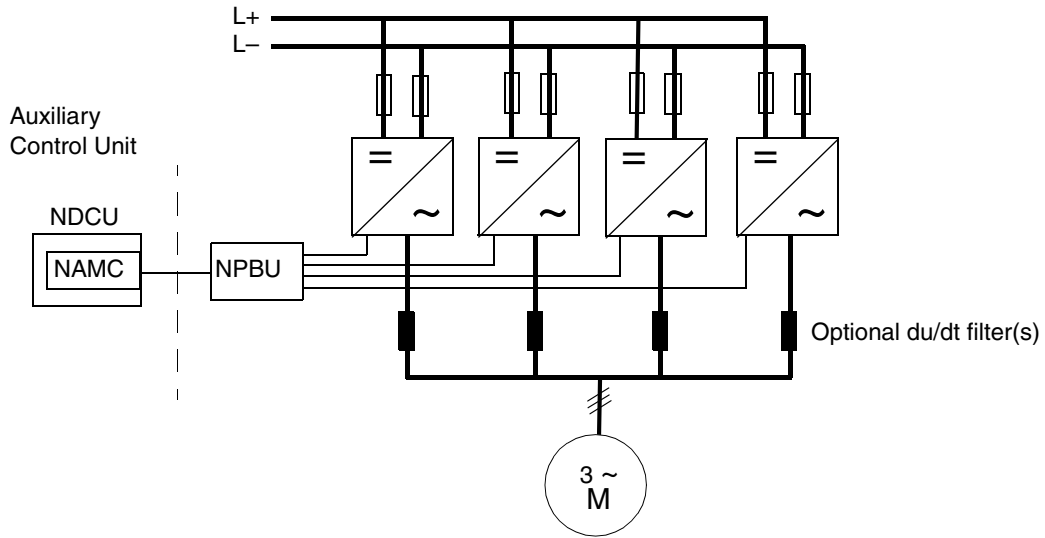 L+
L–
Auxiliary
Control Unit
=
=
=
=
~
~
~
~
NDCU
NAMC
NPBU
Optional du/dt filter(s)
3 ~
M